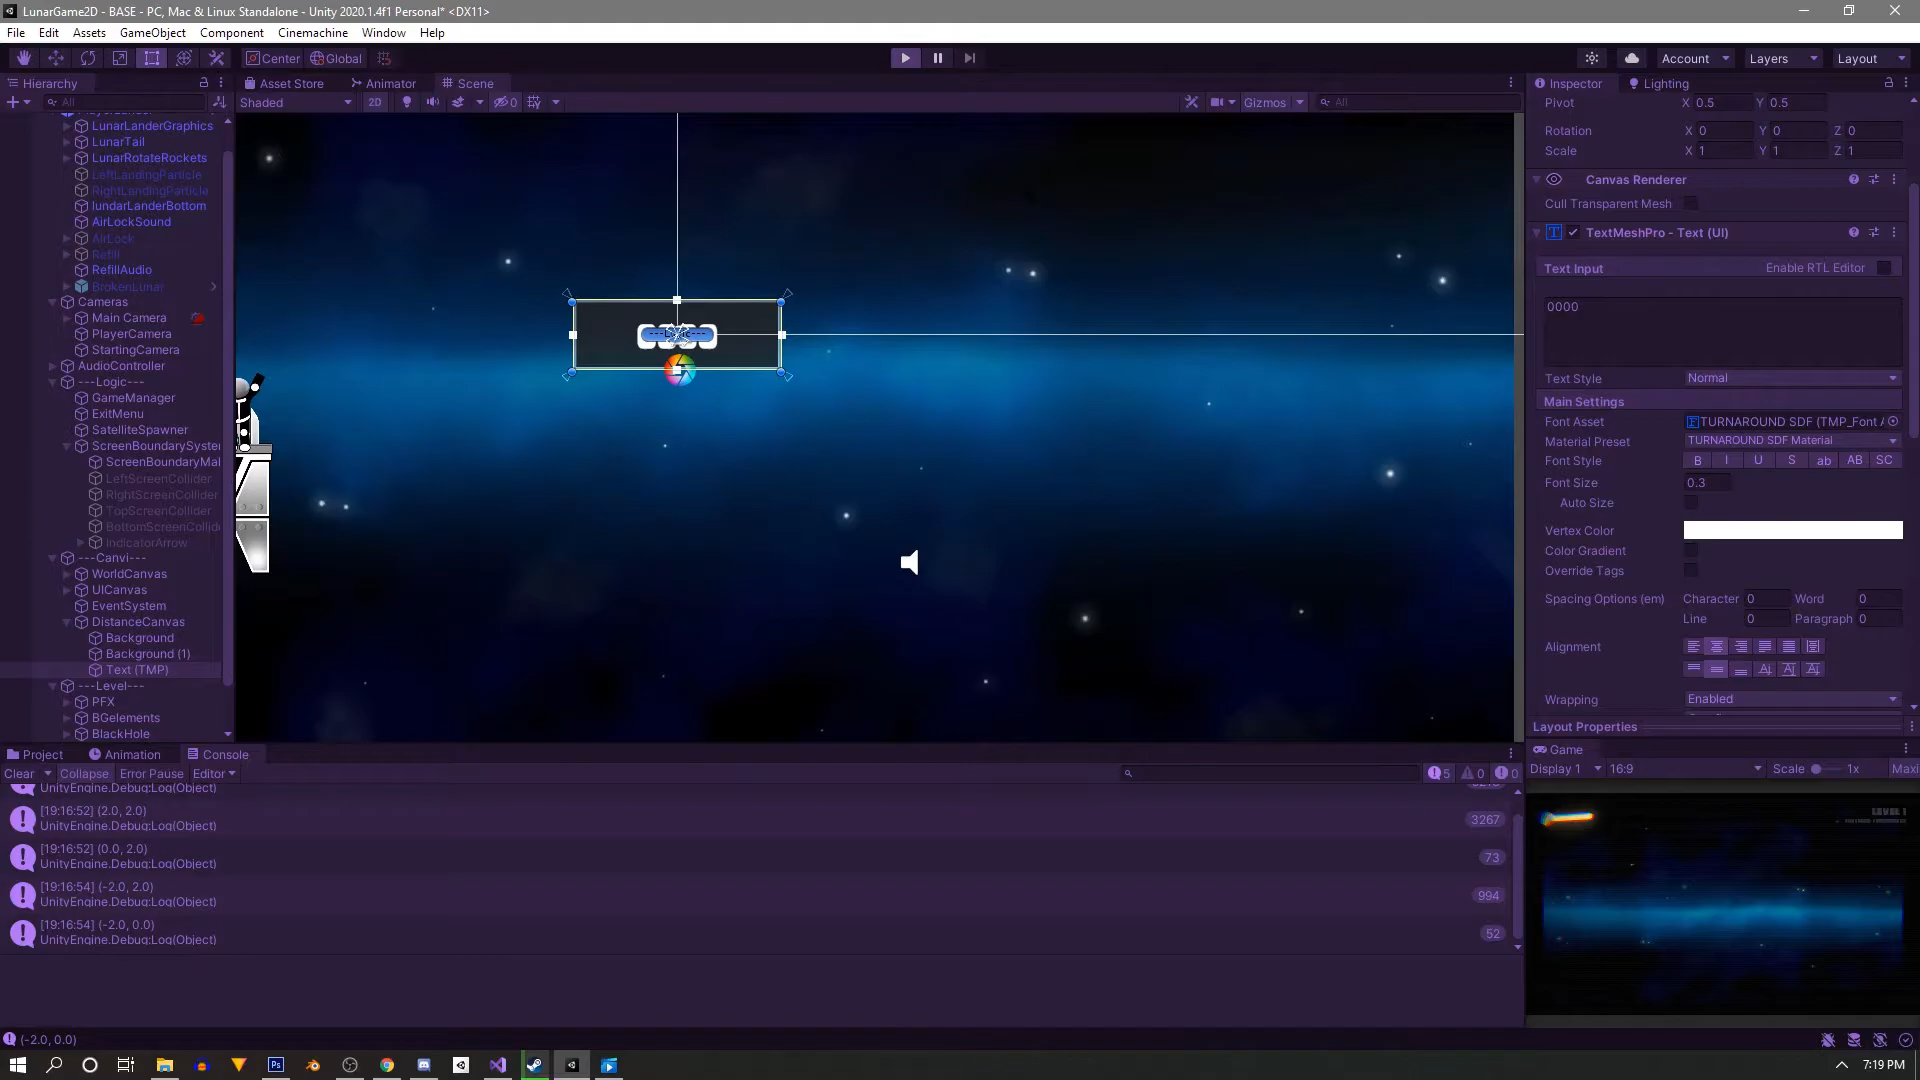 LunarGame2D - BASE - PC, Mac & Linux Standalone - Unity 2020.1.4f1 Personal* <DX11>
File Edit Assets GameObject Component Cinemachine Window Help
Center Global Account Layers Layout
Hierarchy Asset Store Animator Scene Inspector Lighting
All Shaded 2D 0 Gizmos All
LunarLanderGraphics
LunarTail
LunarRotateRockets
LeftLandingParticle
RightLandingParticle
lundarLanderBottom
AirLockSound
AirLock
Refill
RefillAudio
BrokenLunar
Cameras
Main Camera
PlayerCamera
StartingCamera
AudioController
---Logic---
GameManager
ExitMenu
SatelliteSpawner
ScreenBoundarySyster
ScreenBoundaryMal
LeftScreenCollider
RightScreenCollider
TopScreenCollider
BottomScreenCollide
IndicatorArrow
---Canvi---
WorldCanvas
UICanvas
EventSystem
DistanceCanvas
Background
Background (1)
Text (TMP)
---Level---
PFX
BGelements
BlackHole
Pivot X 0.5 Y 0.5
Rotation X 0 Y 0 Z 0
Scale X 1 Y 1 Z 1
Canvas Renderer
Cull Transparent Mesh
TextMeshPro - Text (UI)
Text Input Enable RTL Editor
0000
Text Style Normal
Main Settings
Font Asset TURNAROUND SDF (TMP_Font A
Material Preset TURNAROUND SDF Material
Font Style B I U S ab AB SC
Font Size 0.3
Auto Size
Vertex Color
Color Gradient
Override Tags
Spacing Options (em) Character 0 Word 0
Line 0 Paragraph 0
Alignment
Wrapping Enabled
Layout Properties
Game
Display 1 16:9 Scale 1x Maxi
LEVEL 1
Project Animation Console
Clear Collapse Error Pause Editor 5 0 0
UnityEngine.Debug:Log(Object)
[19:16:52] (2.0, 2.0)
UnityEngine.Debug:Log(Object)
3267
[19:16:52] (0.0, 2.0)
UnityEngine.Debug:Log(Object)
73
[19:16:54] (-2.0, 2.0)
UnityEngine.Debug:Log(Object)
994
[19:16:54] (-2.0, 0.0)
UnityEngine.Debug:Log(Object)
52
(-2.0, 0.0)
Ps
7:19 PM